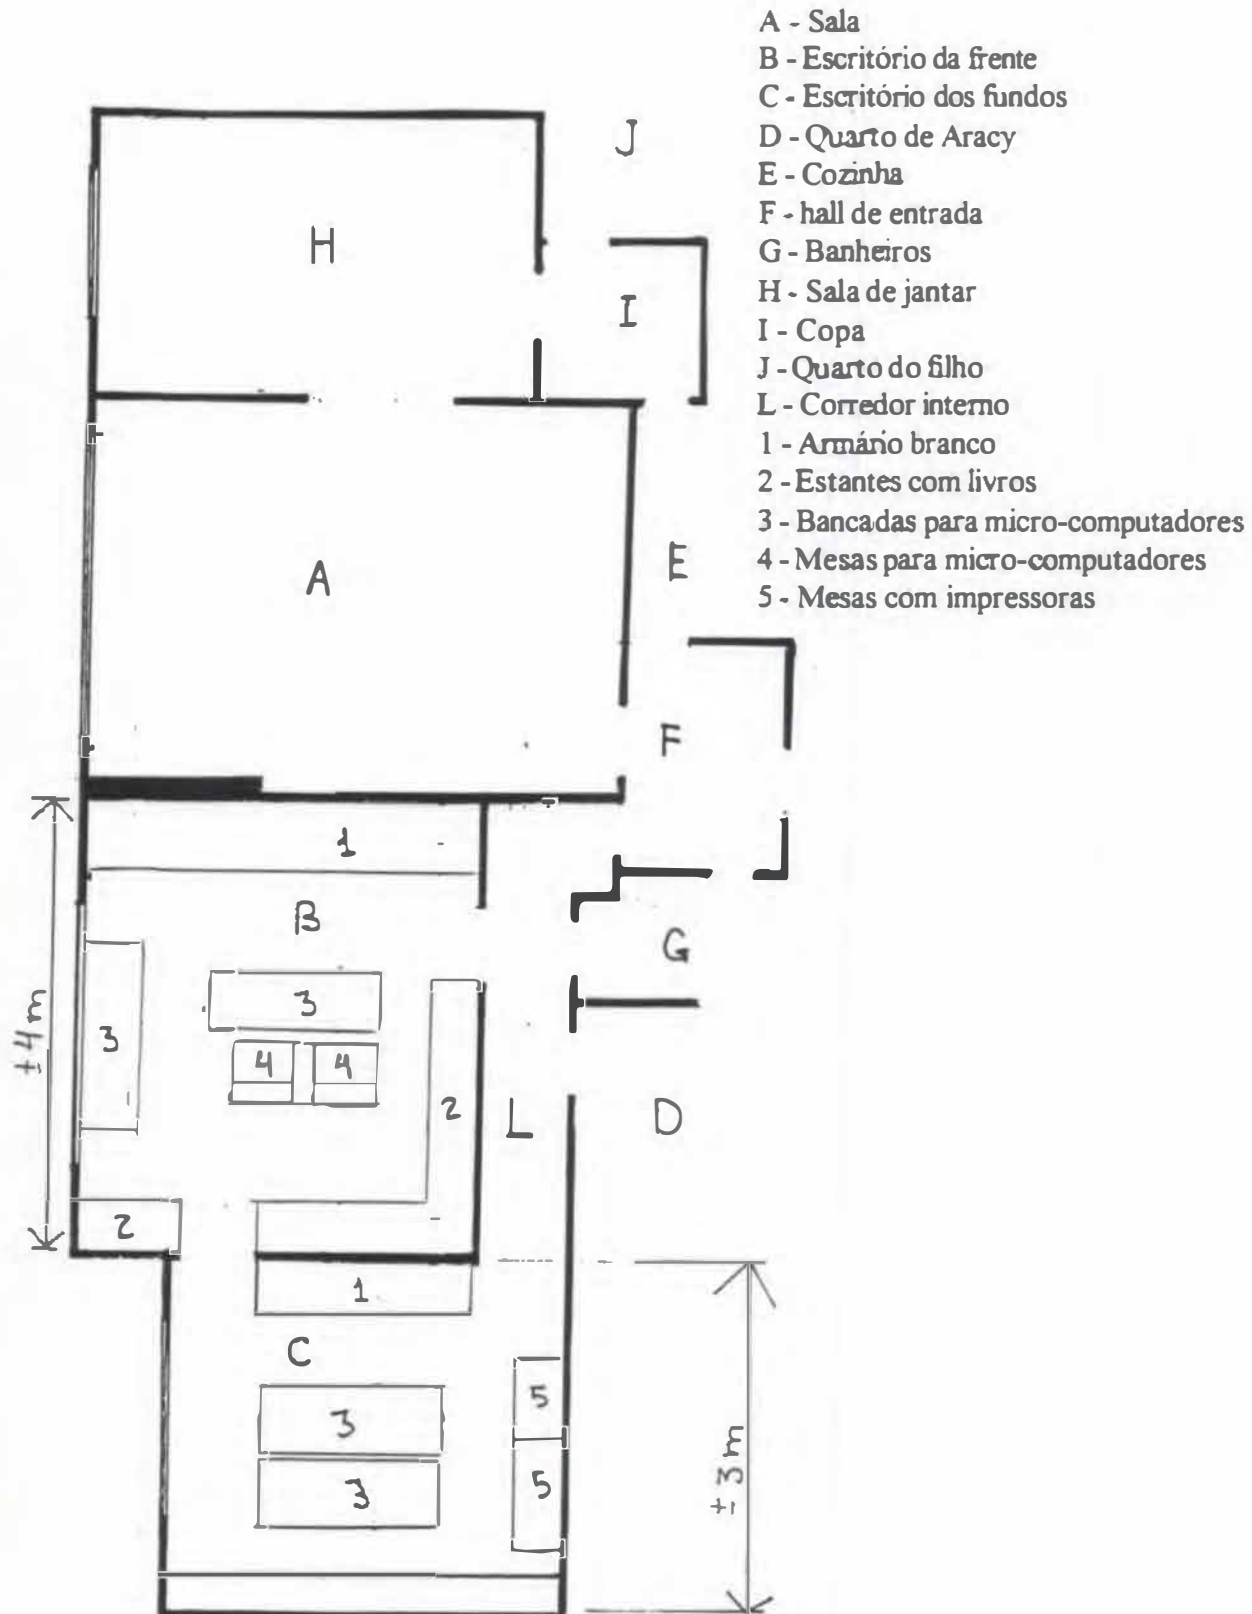 A - Sala
B - Escritório da frente
C - Escritório dos fundos
D - Quarto de Aracy
E - Cozinha
F - hall de entrada
G - Banheiros
H - Sala de jantar
I - Copa
J - Quarto do filho
L - Corredor interno
1 - Armário branco
2 - Estantes com livros
3 - Bancadas para micro-computadores
4 - Mesas para micro-computadores
5 - Mesas com impressoras
J
H
I
A
E
F
1
B
G
3
3
4 4
±4m
2
L
D
2
1
C
5
3
3
5
±3m